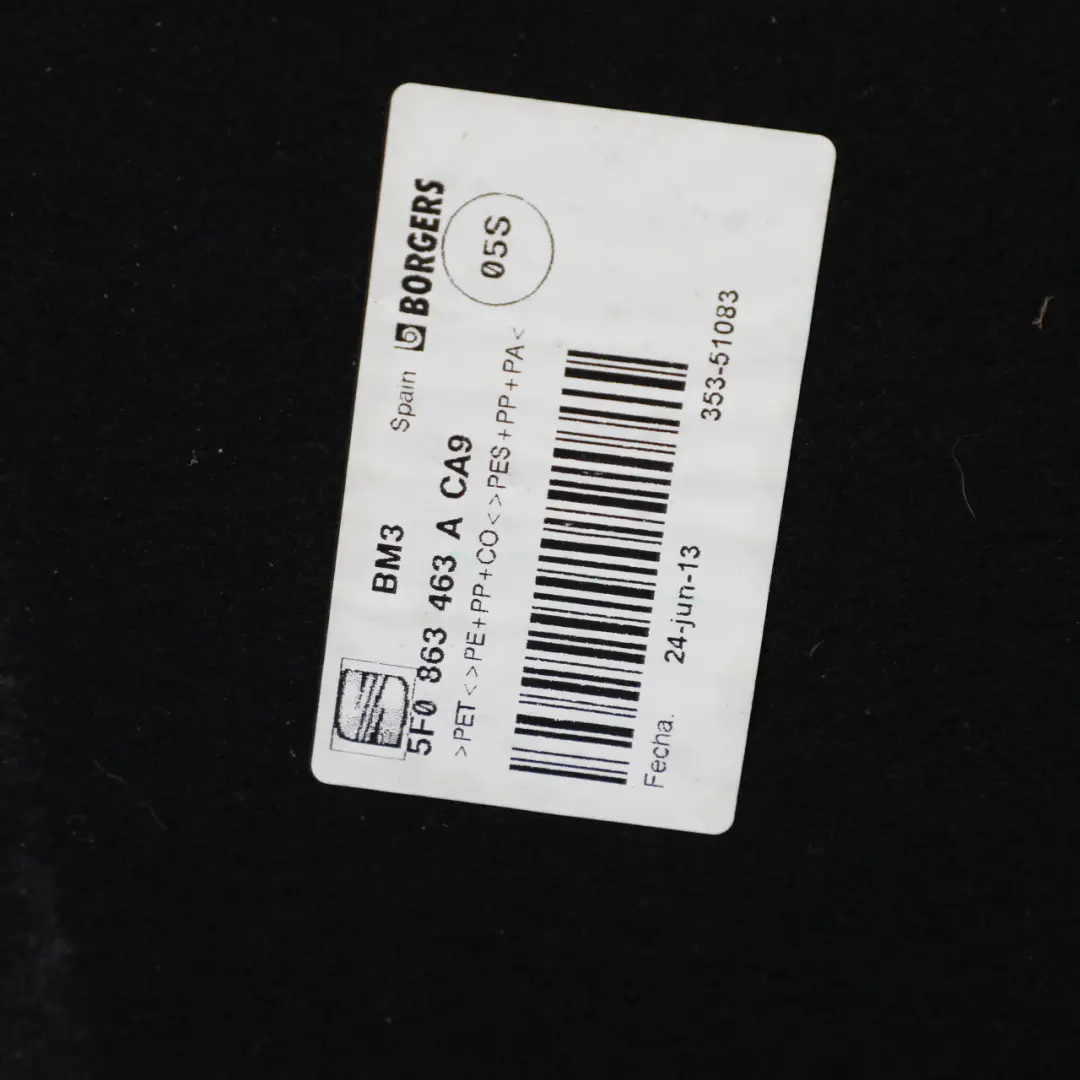 BM3 Spain BORGERS
5F0 863 463 A CA9
05S
>PET<>PE+PP+CO<>PES+PP+PA<
Fecha. 24-jun-13 353-51083